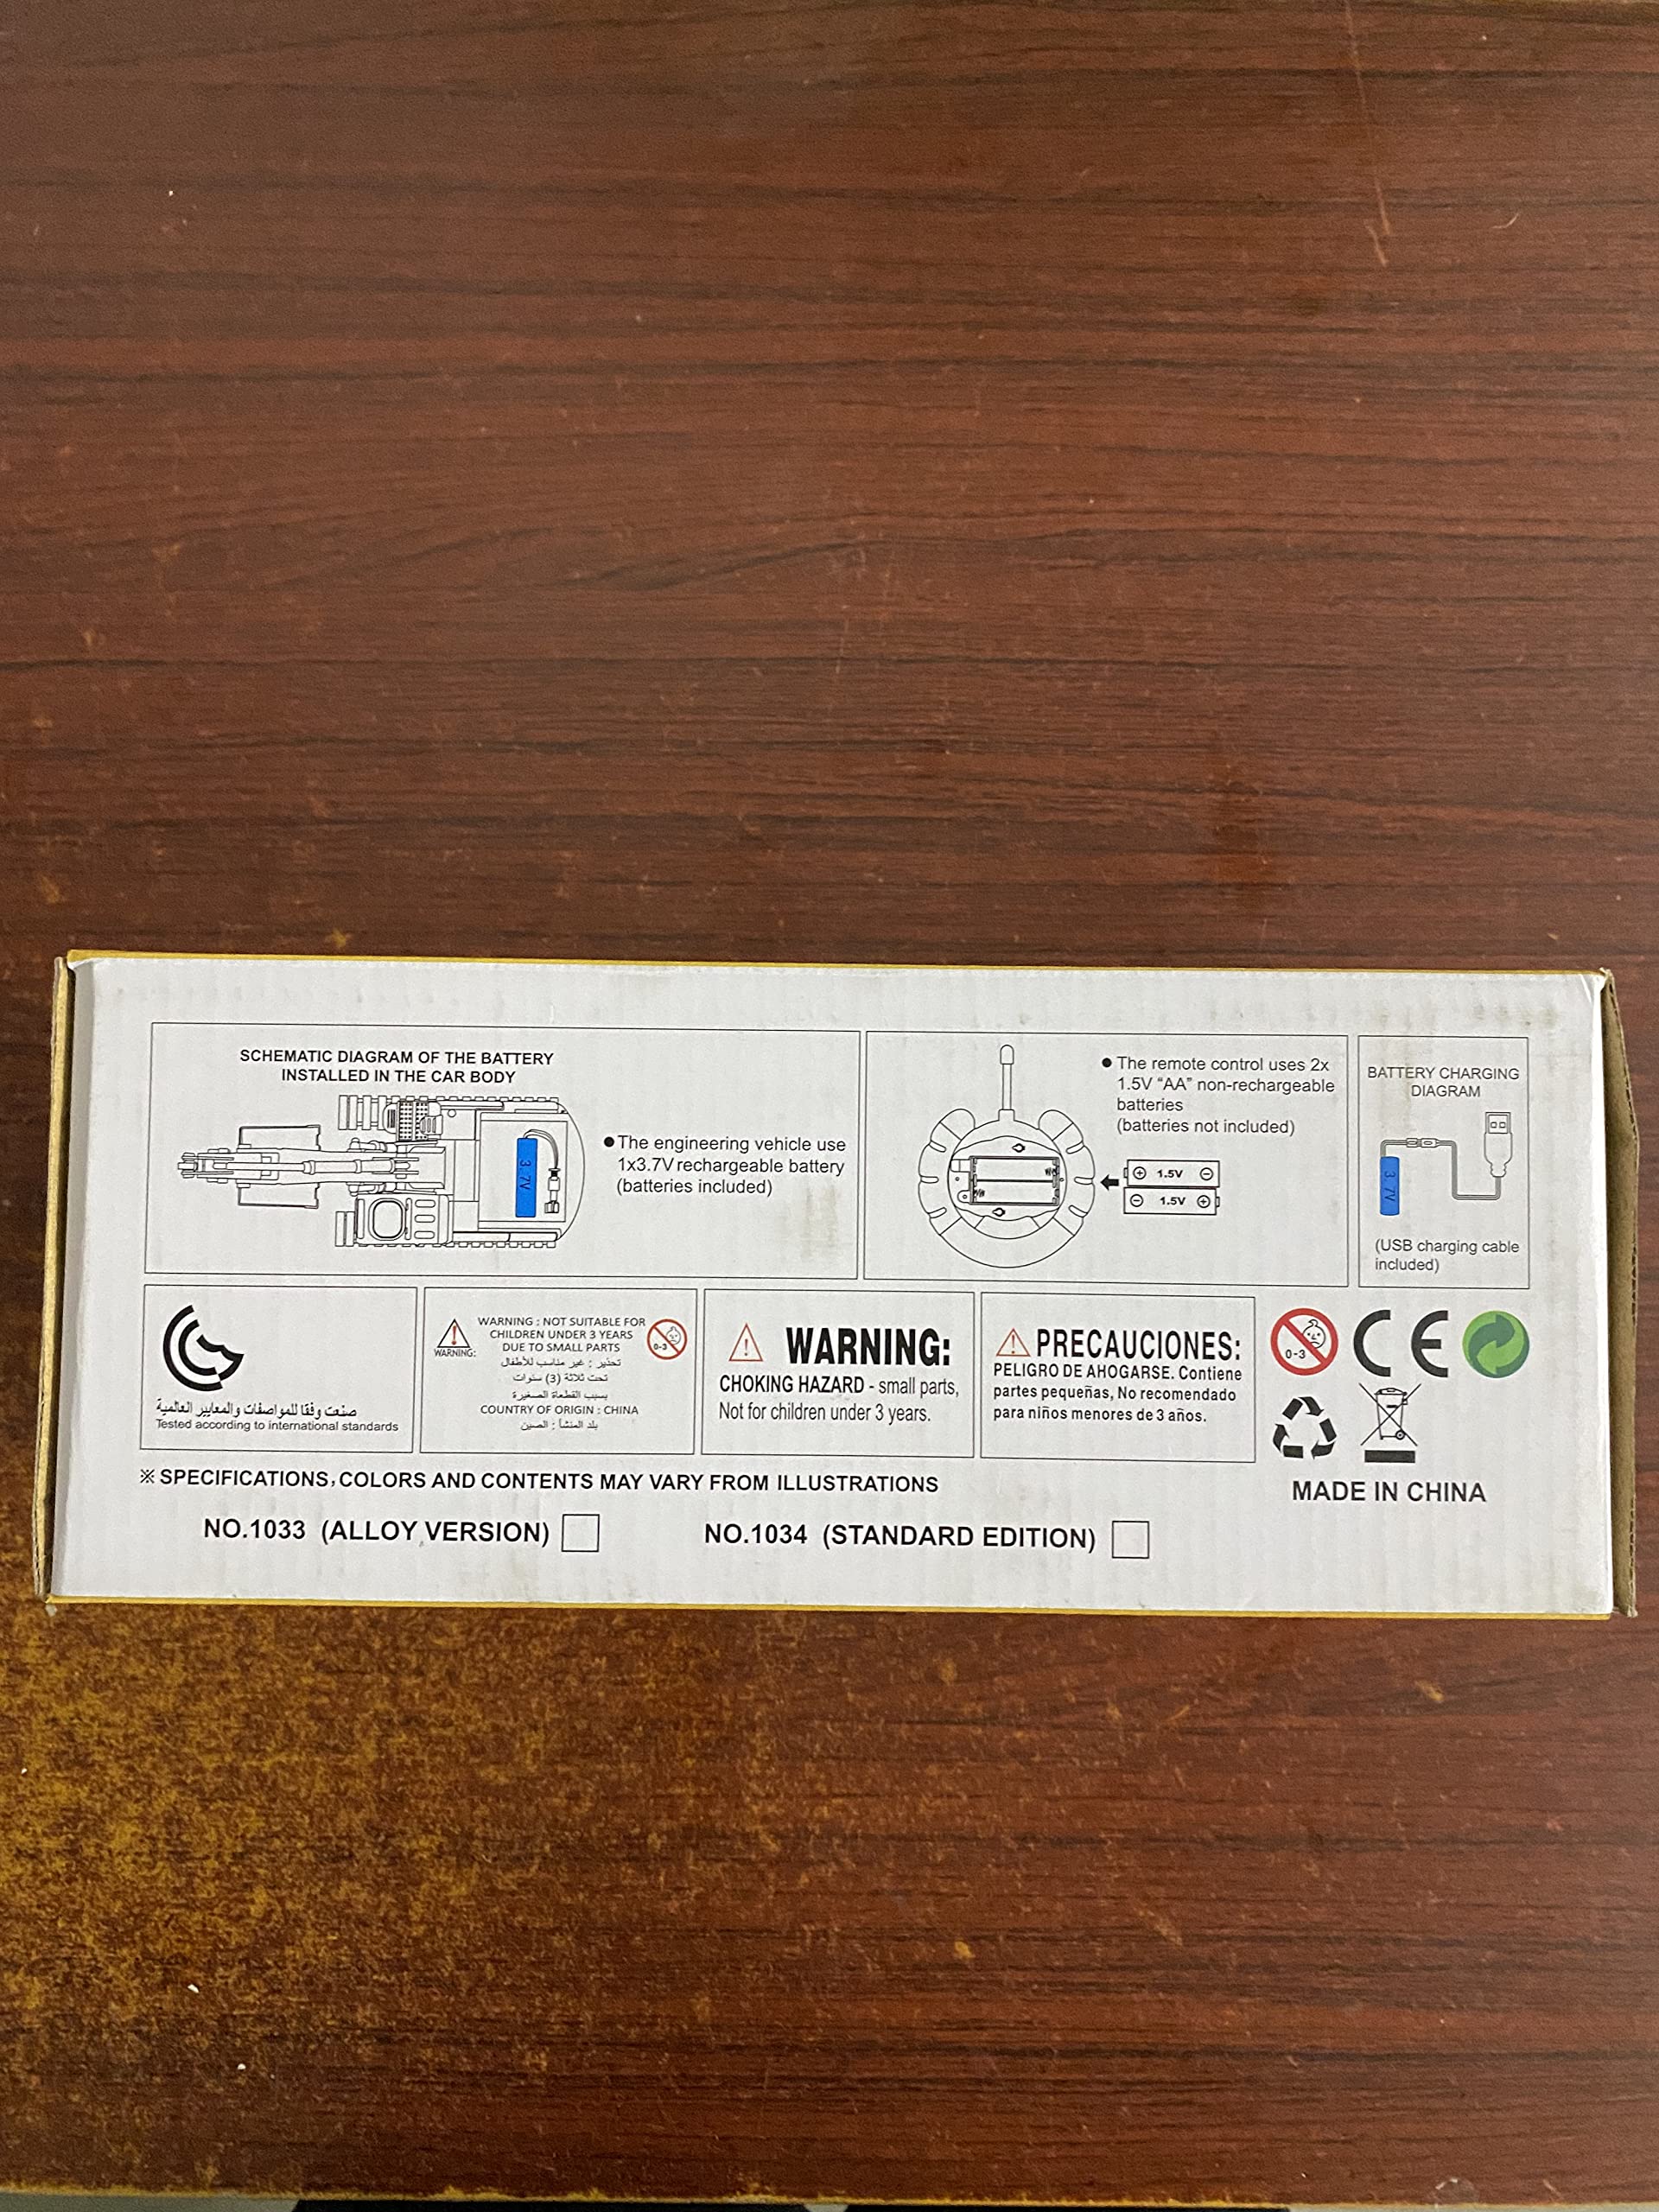 SCHEMATIC DIAGRAM OF THE BATTERY
INSTALLED IN THE CAR BODY
3.7V
●The engineering vehicle use
1x3.7V rechargeable battery
(batteries included)
● The remote control uses 2x
1.5V “AA” non-rechargeable
batteries
(batteries not included)
1.5V
1.5V
BATTERY CHARGING
DIAGRAM
3.7V
(USB charging cable
included)
صنعت وفقا للمواصفات والمعايير العالمية
Tested according to international standards
WARNING:
WARNING : NOT SUITABLE FOR
CHILDREN UNDER 3 YEARS
DUE TO SMALL PARTS
تحذير : غير مناسب للأطفال
تحت ثلاثة (3) سنوات
بسبب القطعة الصغيرة
COUNTRY OF ORIGIN : CHINA
بلد المنشأ : الصين
0-3
WARNING:
CHOKING HAZARD - small parts,
Not for children under 3 years.
PRECAUCIONES:
PELIGRO DE AHOGARSE. Contiene
partes pequeñas, No recomendado
para niños menores de 3 años.
0-3
CE
※ SPECIFICATIONS, COLORS AND CONTENTS MAY VARY FROM ILLUSTRATIONS
MADE IN CHINA
NO.1033 (ALLOY VERSION)
NO.1034 (STANDARD EDITION)